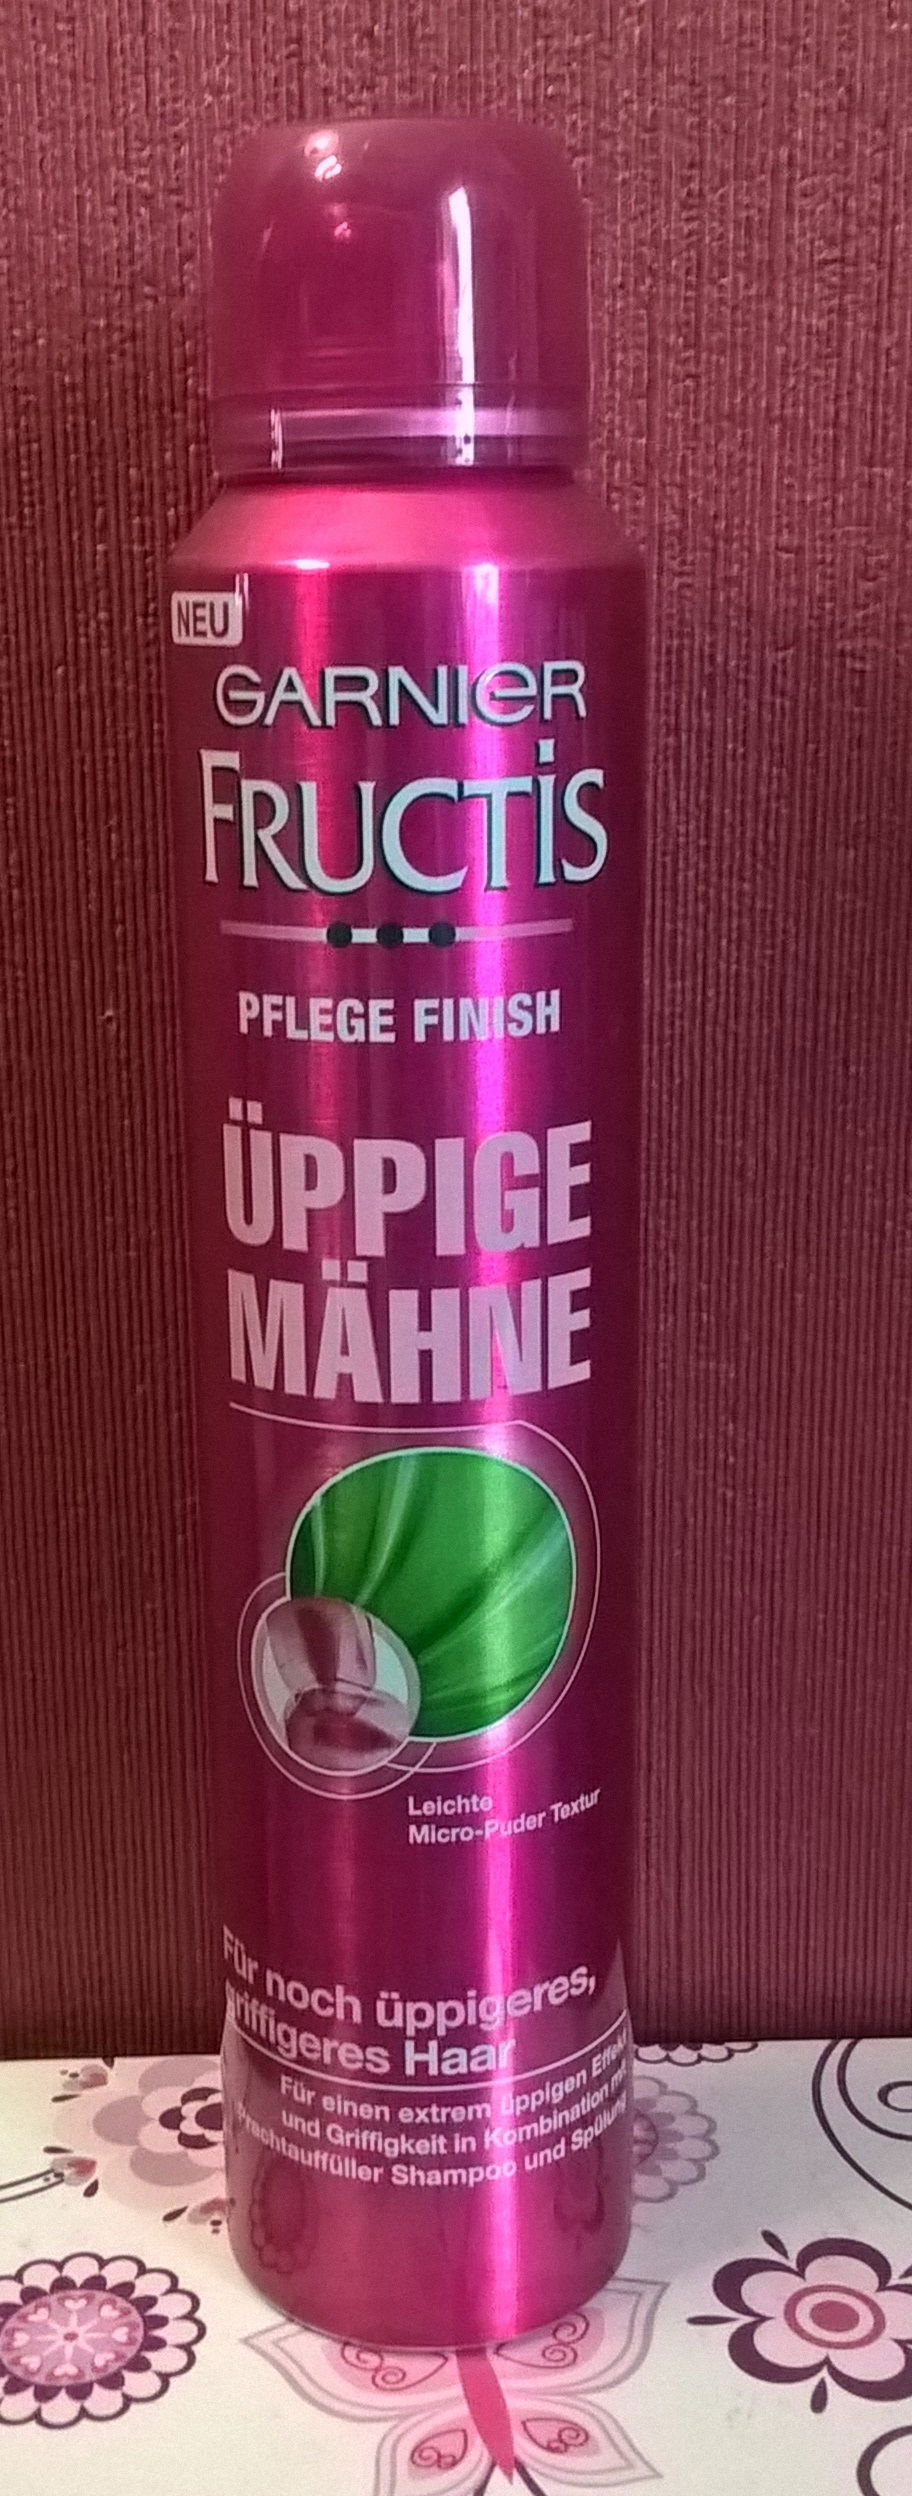 NEU
GARNIER
FRUCTIS
PFLEGE FINISH
ÜPPIGE
MÄHNE
Leichte
Micro-Puder Textur
Für noch üppigeres,
griffigeres Haar
Für einen extrem üppigen Effekt
und Griffigkeit in Kombination mit
Prachtauffüller Shampoo und Spülung